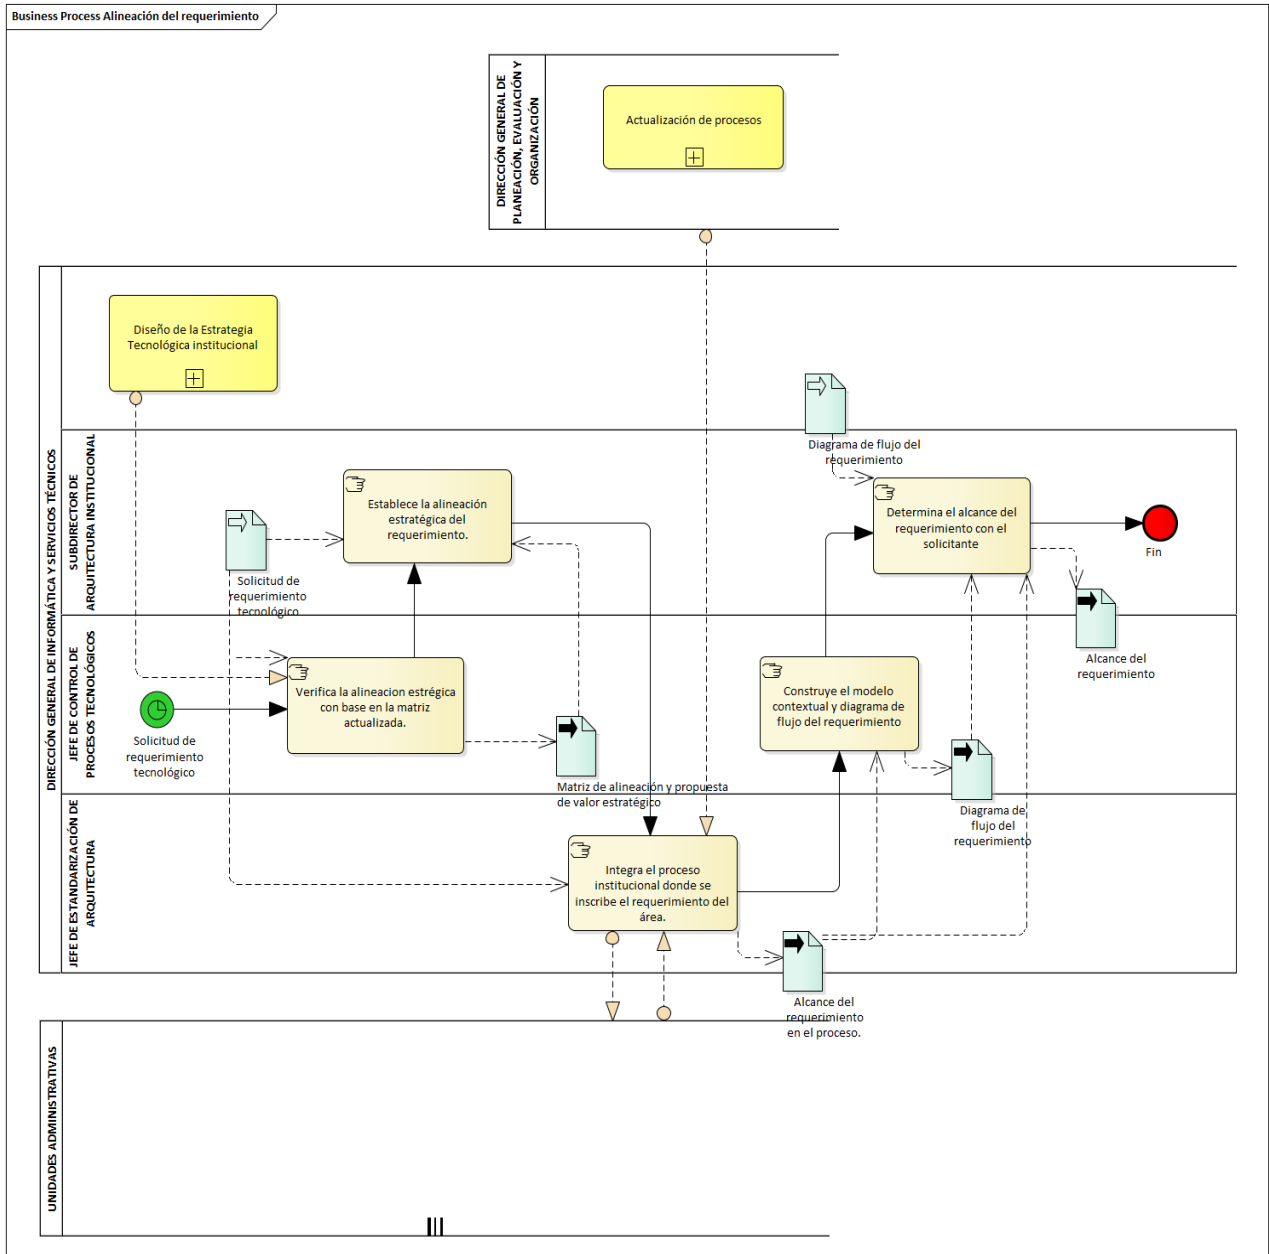 Business Process Alineación del requerimiento
DIRECCIÓN GENERAL DE
PLANEACIÓN, EVALUACIÓN Y
ORGANIZACIÓN
Actualización de procesos
DIRECCIÓN GENERAL DE INFORMÁTICA Y SERVICIOS TÉCNICOS
Diseño de la Estrategia
Tecnológica institucional
SUBDIRECTOR DE
ARQUITECTURA INSTITUCIONAL
Solicitud de
requerimiento
tecnológico
Establece la alineación
estratégica del
requerimiento.
Diagrama de flujo del
requerimiento
Determina el alcance del
requerimiento con el
solicitante
Fin
Alcance del
requerimiento
JEFE DE CONTROL DE
PROCESOS TECNOLÓGICOS
Solicitud de
requerimiento
tecnológico
Verifica la alineacion estrégica
con base en la matriz
actualizada.
Matriz de alineación y propuesta
de valor estratégico
Construye el modelo
contextual y diagrama de
flujo del requerimiento
Diagrama de
flujo del
requerimiento
JEFE DE ESTANDARIZACIÓN DE
ARQUITECTURA
Integra el proceso
institucional donde se
inscribe el requerimiento del
área.
Alcance del
requerimiento
en el proceso.
UNIDADES ADMINISTRATIVAS